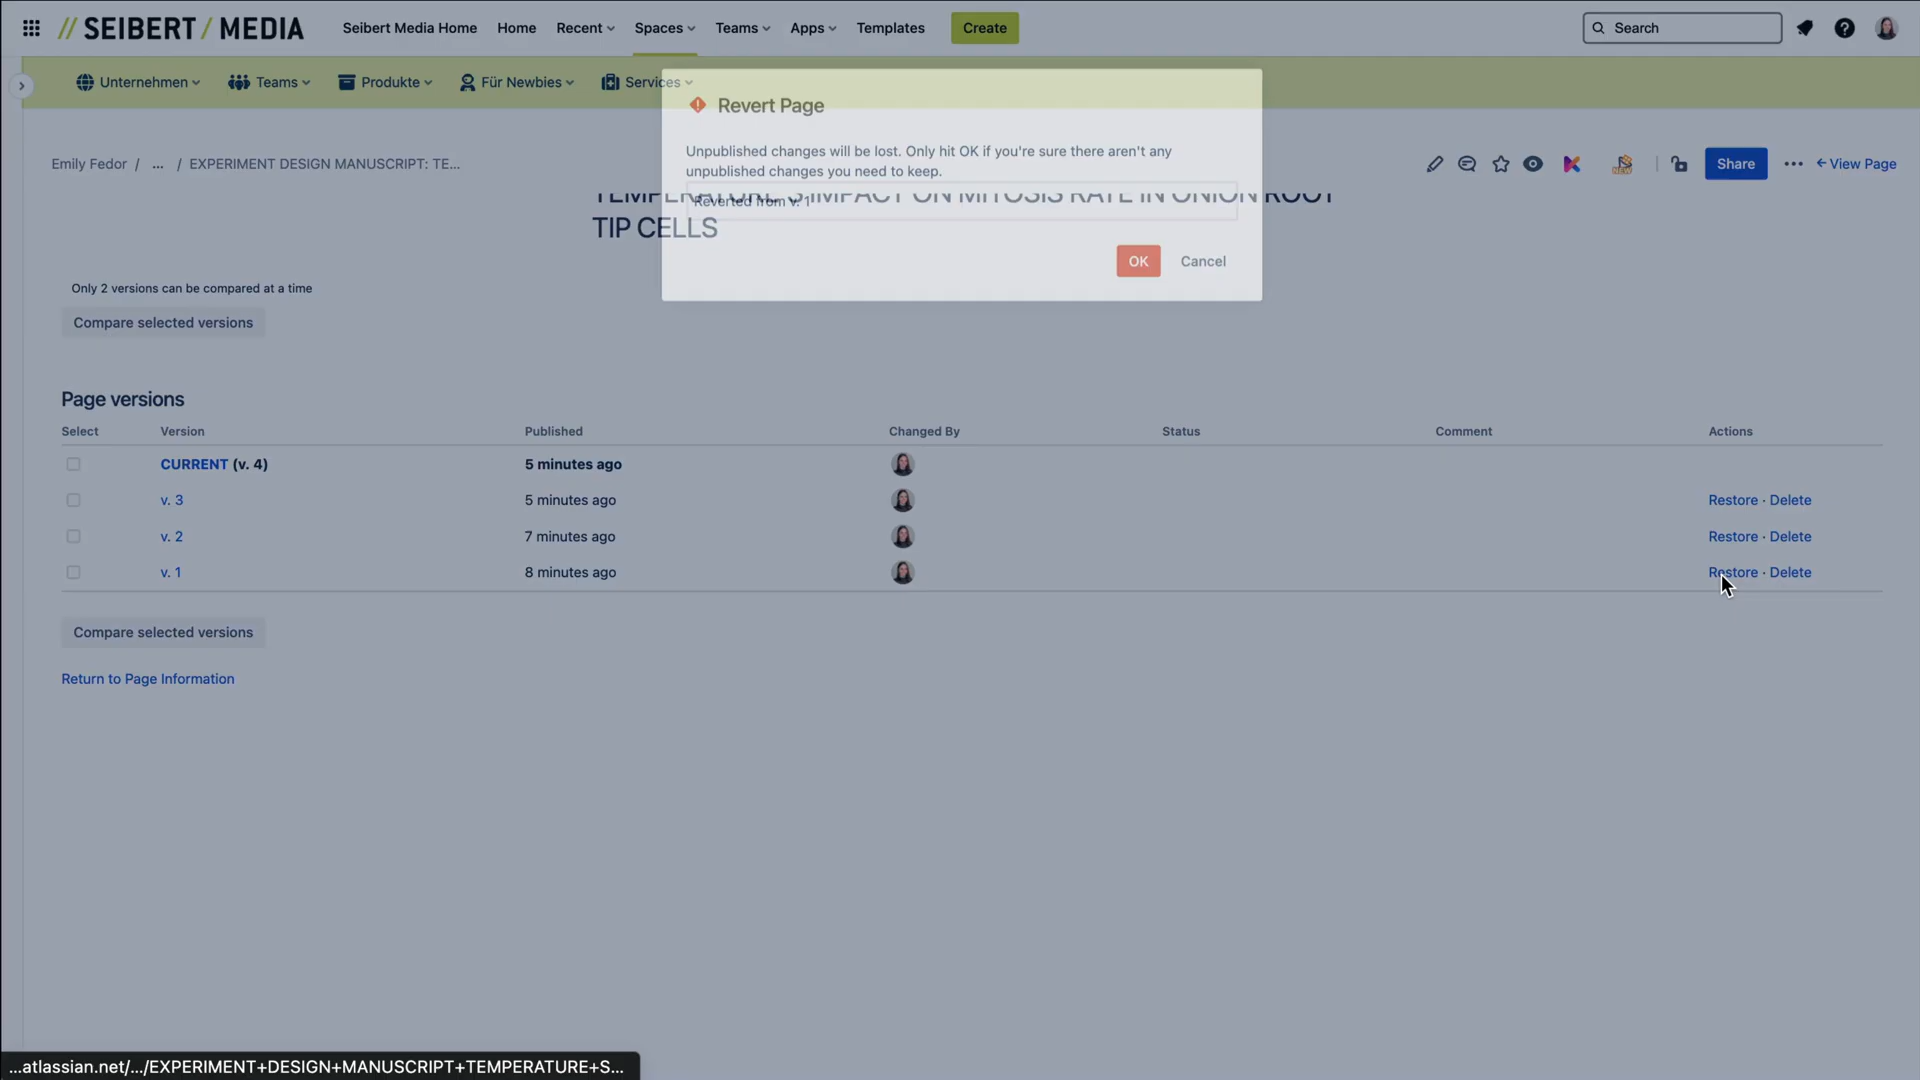 // SEIBERT / MEDIA
Seibert Media Home
Home
Recent
Spaces
Teams
Apps
Templates
Create
Search
Unternehmen
Teams
Produkte
Für Newbies
Services
Revert Page
Unpublished changes will be lost. Only hit OK if you're sure there aren't any
unpublished changes you need to keep.
Reverted from v. 1
OK
Cancel
Emily Fedor / ... / EXPERIMENT DESIGN MANUSCRIPT: TE...
NEW
Share
← View Page
TEMPERATURE'S IMPACT ON MITOSIS RATE IN ONION ROOT
TIP CELLS
Only 2 versions can be compared at a time
Compare selected versions
Page versions
Select Version Published Changed By Status Comment Actions
CURRENT (v. 4) 5 minutes ago
v. 3 5 minutes ago Restore · Delete
v. 2 7 minutes ago Restore · Delete
v. 1 8 minutes ago Restore · Delete
Compare selected versions
Return to Page Information
...atlassian.net/.../EXPERIMENT+DESIGN+MANUSCRIPT+TEMPERATURE+S...